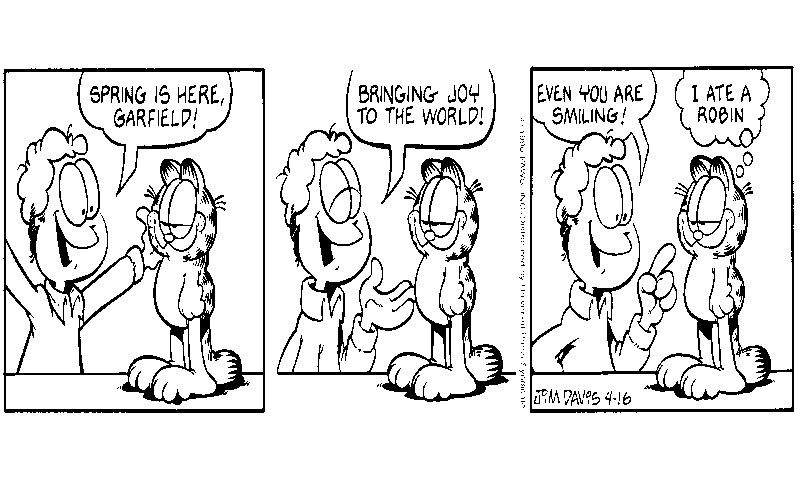 SPRING IS HERE,
GARFIELD!
BRINGING JOY
TO THE WORLD!
EVEN YOU ARE
SMILING!
I ATE A
ROBIN
JIM DAVIS 4-16